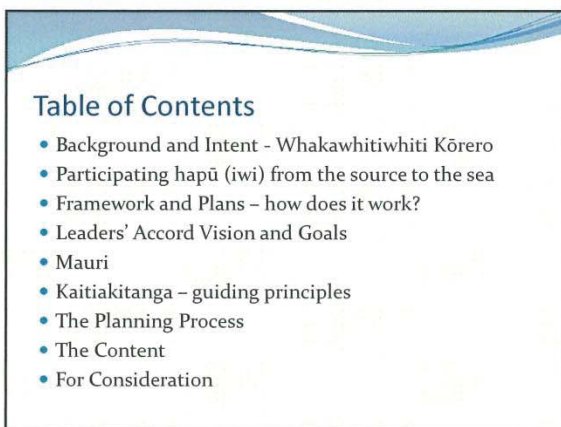 Table of Contents
• Background and Intent - Whakawhitiwhiti Kōrero
• Participating hapū (iwi) from the source to the sea
• Framework and Plans – how does it work?
• Leaders' Accord Vision and Goals
• Mauri
• Kaitiakitanga – guiding principles
• The Planning Process
• The Content
• For Consideration